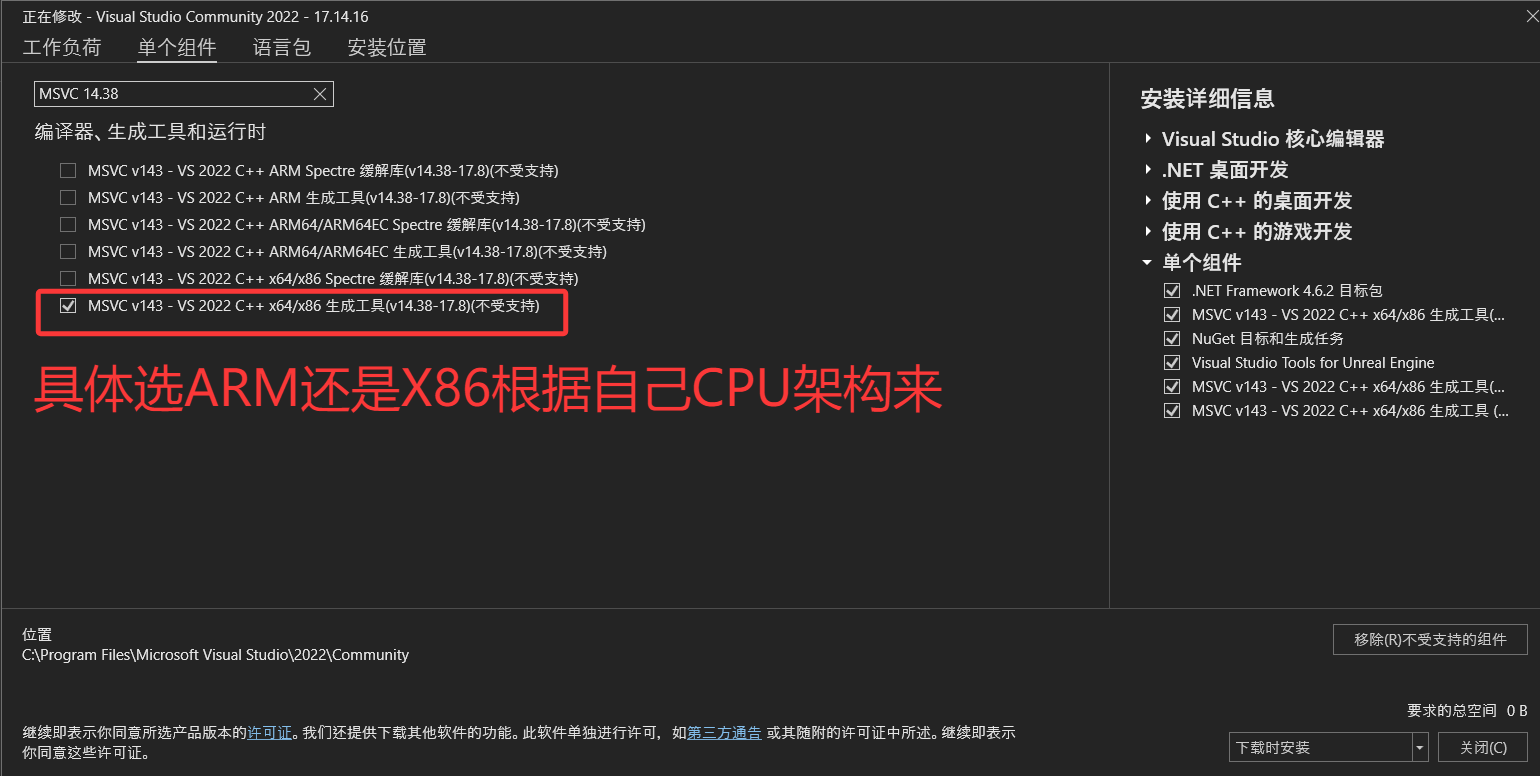 正在修改 - Visual Studio Community 2022 - 17.14.16
工作负荷 单个组件 语言包 安装位置
MSVC 14.38
编译器、生成工具和运行时
MSVC v143 - VS 2022 C++ ARM Spectre 缓解库(v14.38-17.8)(不受支持)
MSVC v143 - VS 2022 C++ ARM 生成工具(v14.38-17.8)(不受支持)
MSVC v143 - VS 2022 C++ ARM64/ARM64EC Spectre 缓解库(v14.38-17.8)(不受支持)
MSVC v143 - VS 2022 C++ ARM64/ARM64EC 生成工具(v14.38-17.8)(不受支持)
MSVC v143 - VS 2022 C++ x64/x86 Spectre 缓解库(v14.38-17.8)(不受支持)
MSVC v143 - VS 2022 C++ x64/x86 生成工具(v14.38-17.8)(不受支持)
具体选ARM还是X86根据自己CPU架构来
安装详细信息
Visual Studio 核心编辑器
.NET 桌面开发
使用 C++ 的桌面开发
使用 C++ 的游戏开发
单个组件
.NET Framework 4.6.2 目标包
MSVC v143 - VS 2022 C++ x64/x86 生成工具(...
NuGet 目标和生成任务
Visual Studio Tools for Unreal Engine
MSVC v143 - VS 2022 C++ x64/x86 生成工具(...
MSVC v143 - VS 2022 C++ x64/x86 生成工具 (...
位置
C:\Program Files\Microsoft Visual Studio\2022\Community
移除(R)不受支持的组件
要求的总空间 0 B
继续即表示你同意所选产品版本的许可证。我们还提供下载其他软件的功能。此软件单独进行许可，如第三方通告 或其随附的许可证中所述。继续即表示
你同意这些许可证。
下载时安装
关闭(C)